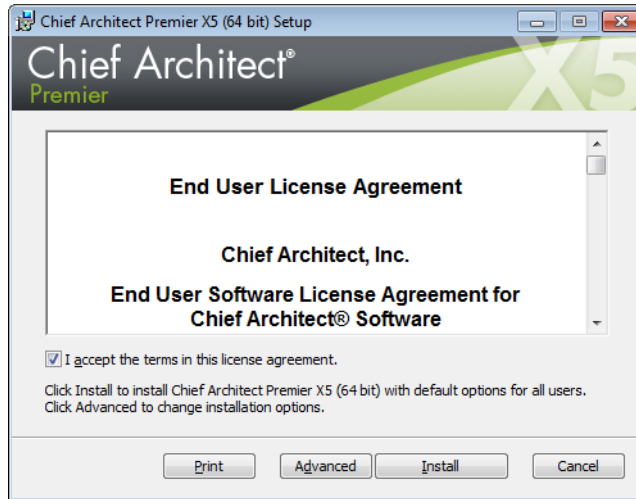 Chief Architect Premier X5 (64 bit) Setup
Chief Architect®
Premier
X5
End User License Agreement
Chief Architect, Inc.
End User Software License Agreement for
Chief Architect® Software
I accept the terms in this license agreement.
Click Install to install Chief Architect Premier X5 (64 bit) with default options for all users.
Click Advanced to change installation options.
Print
Advanced
Install
Cancel